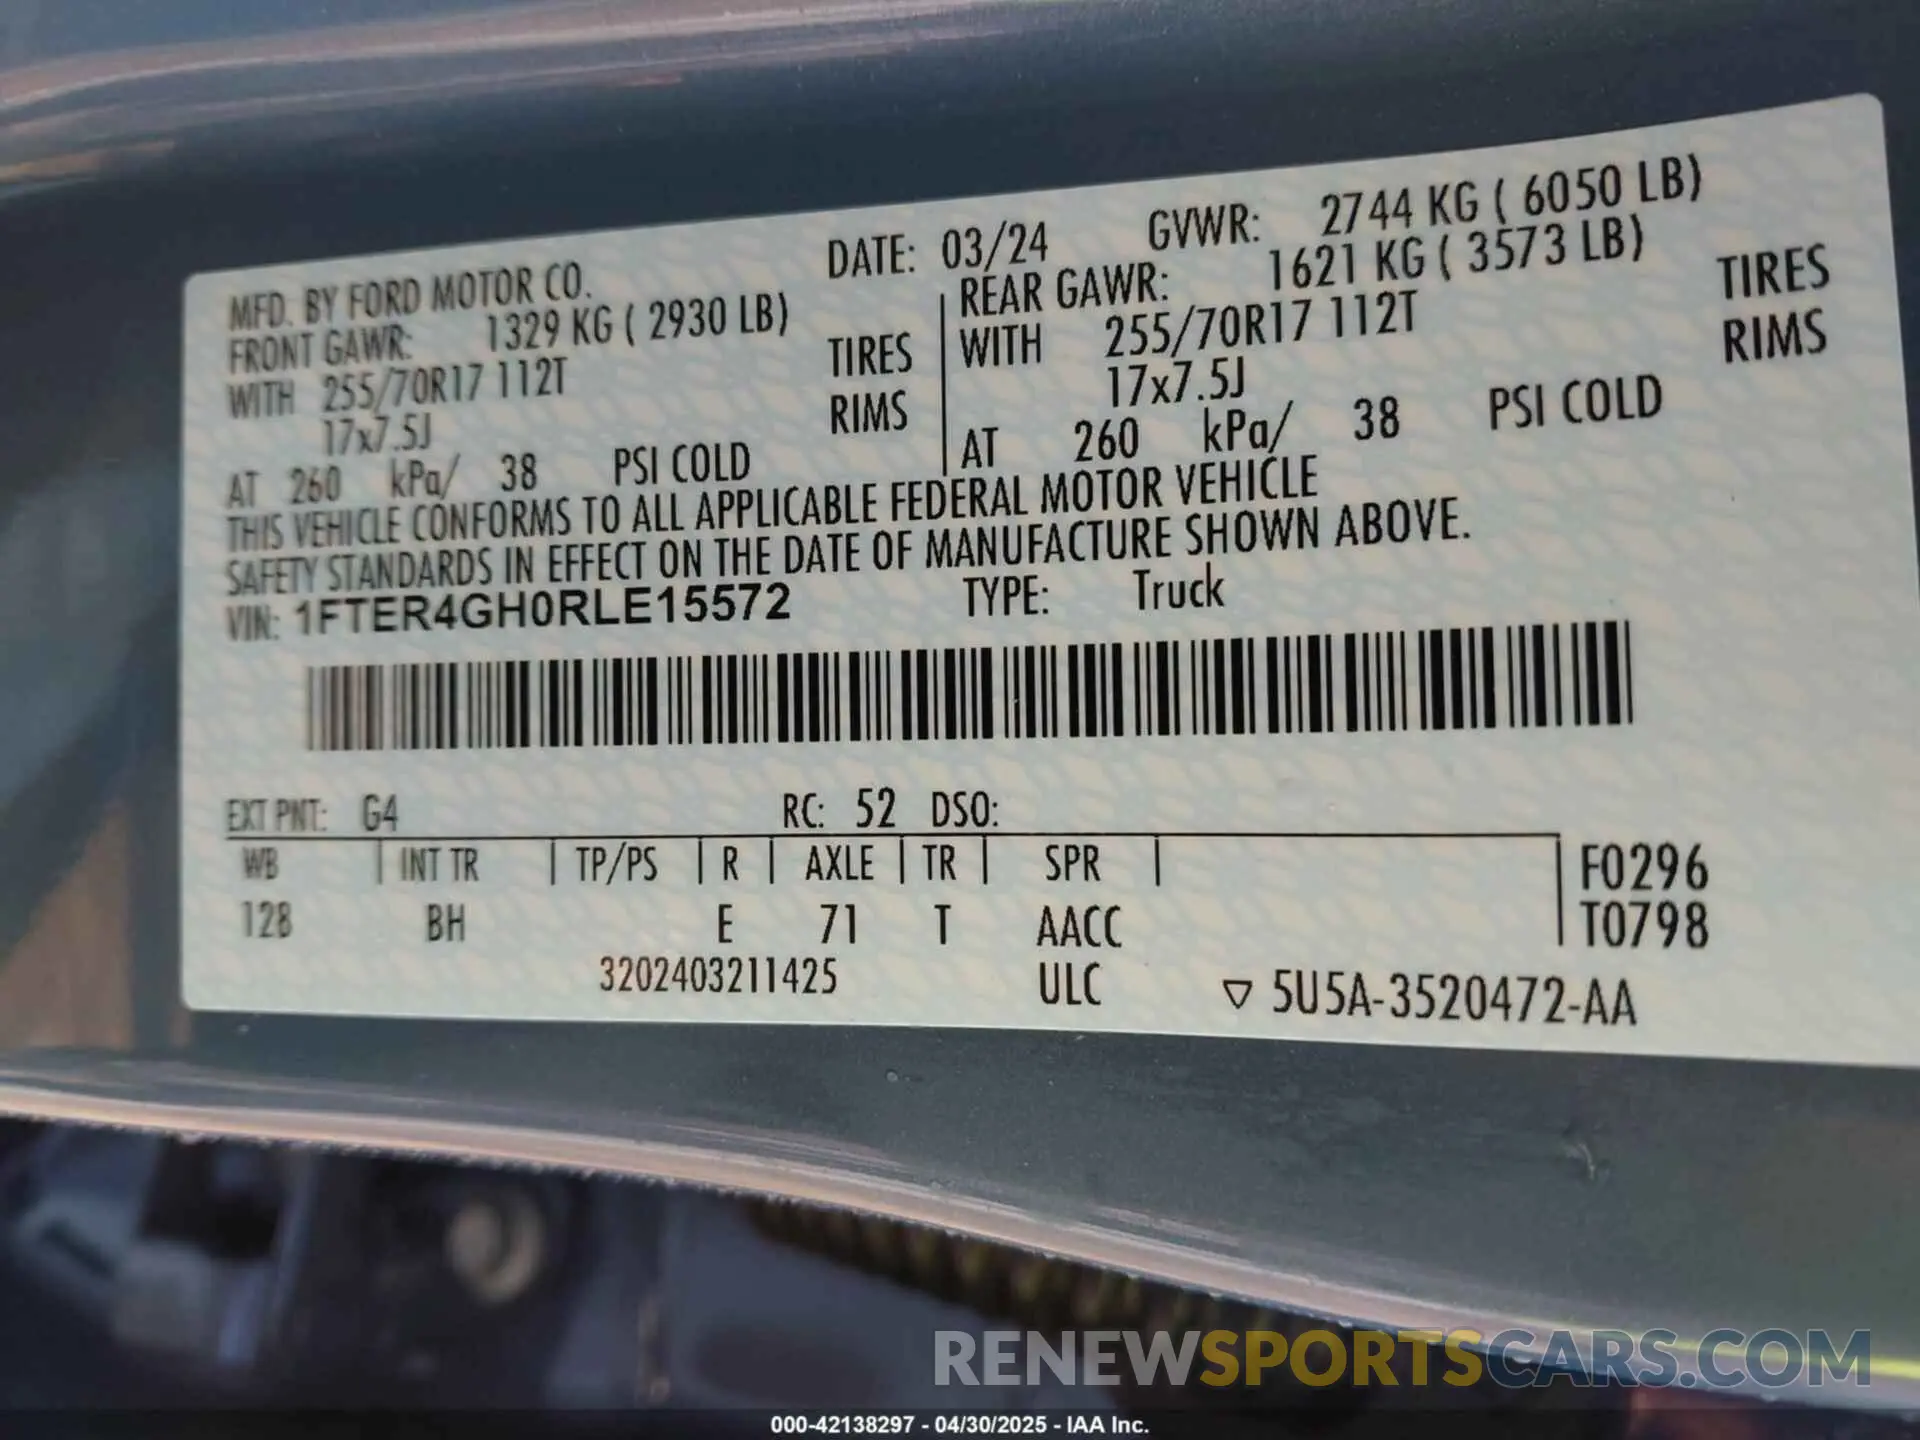 MFD. BY FORD MOTOR CO. DATE: 03/24 GVWR: 2744 KG ( 6050 LB)
FRONT GAWR: 1329 KG ( 2930 LB) REAR GAWR: 1621 KG ( 3573 LB)
WITH 255/70R17 112T TIRES WITH 255/70R17 112T TIRES
17x7.5J RIMS 17x7.5J RIMS
AT 260 kPa/ 38 PSI COLD AT 260 kPa/ 38 PSI COLD
THIS VEHICLE CONFORMS TO ALL APPLICABLE FEDERAL MOTOR VEHICLE
SAFETY STANDARDS IN EFFECT ON THE DATE OF MANUFACTURE SHOWN ABOVE.
VIN: 1FTER4GH0RLE15572 TYPE: Truck
EXT PNT: G4 RC: 52 DSO:
WB INT TR TP/PS R AXLE TR SPR F0296
128 BH E 71 T AACC T0798
3202403211425 ULC ▽ 5U5A-3520472-AA
RENEWSPORTSCARS.COM
000-42138297 - 04/30/2025 - IAA Inc.